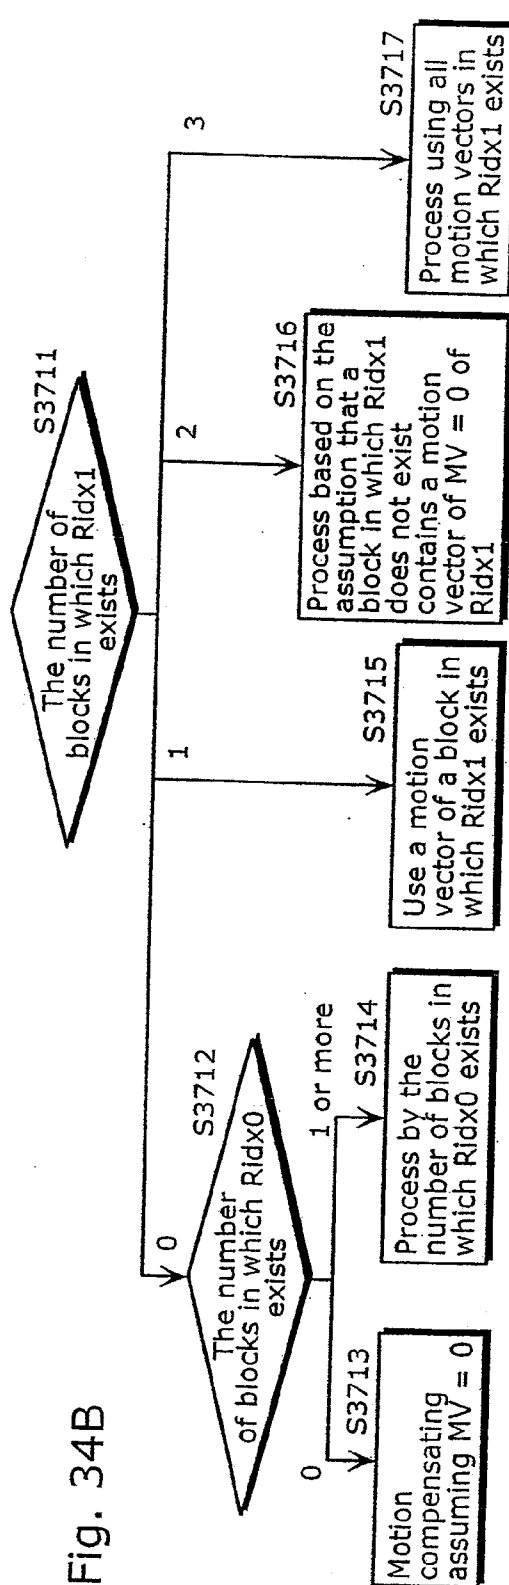 Fig. 34B
S3711
The number of
blocks in which Ridx1
exists
0
1
2
3
S3712
The number
of blocks in which Ridx0
exists
0
1 or more
S3713
Motion
compensating
assuming MV = 0
S3714
Process by the
number of blocks in
which Ridx0 exists
S3715
Use a motion
vector of a block in
which Ridx1 exists
S3716
Process based on the
assumption that a
block in which Ridx1
does not exist
contains a motion
vector of MV = 0 of
Ridx1
S3717
Process using all
motion vectors in
which Ridx1 exists